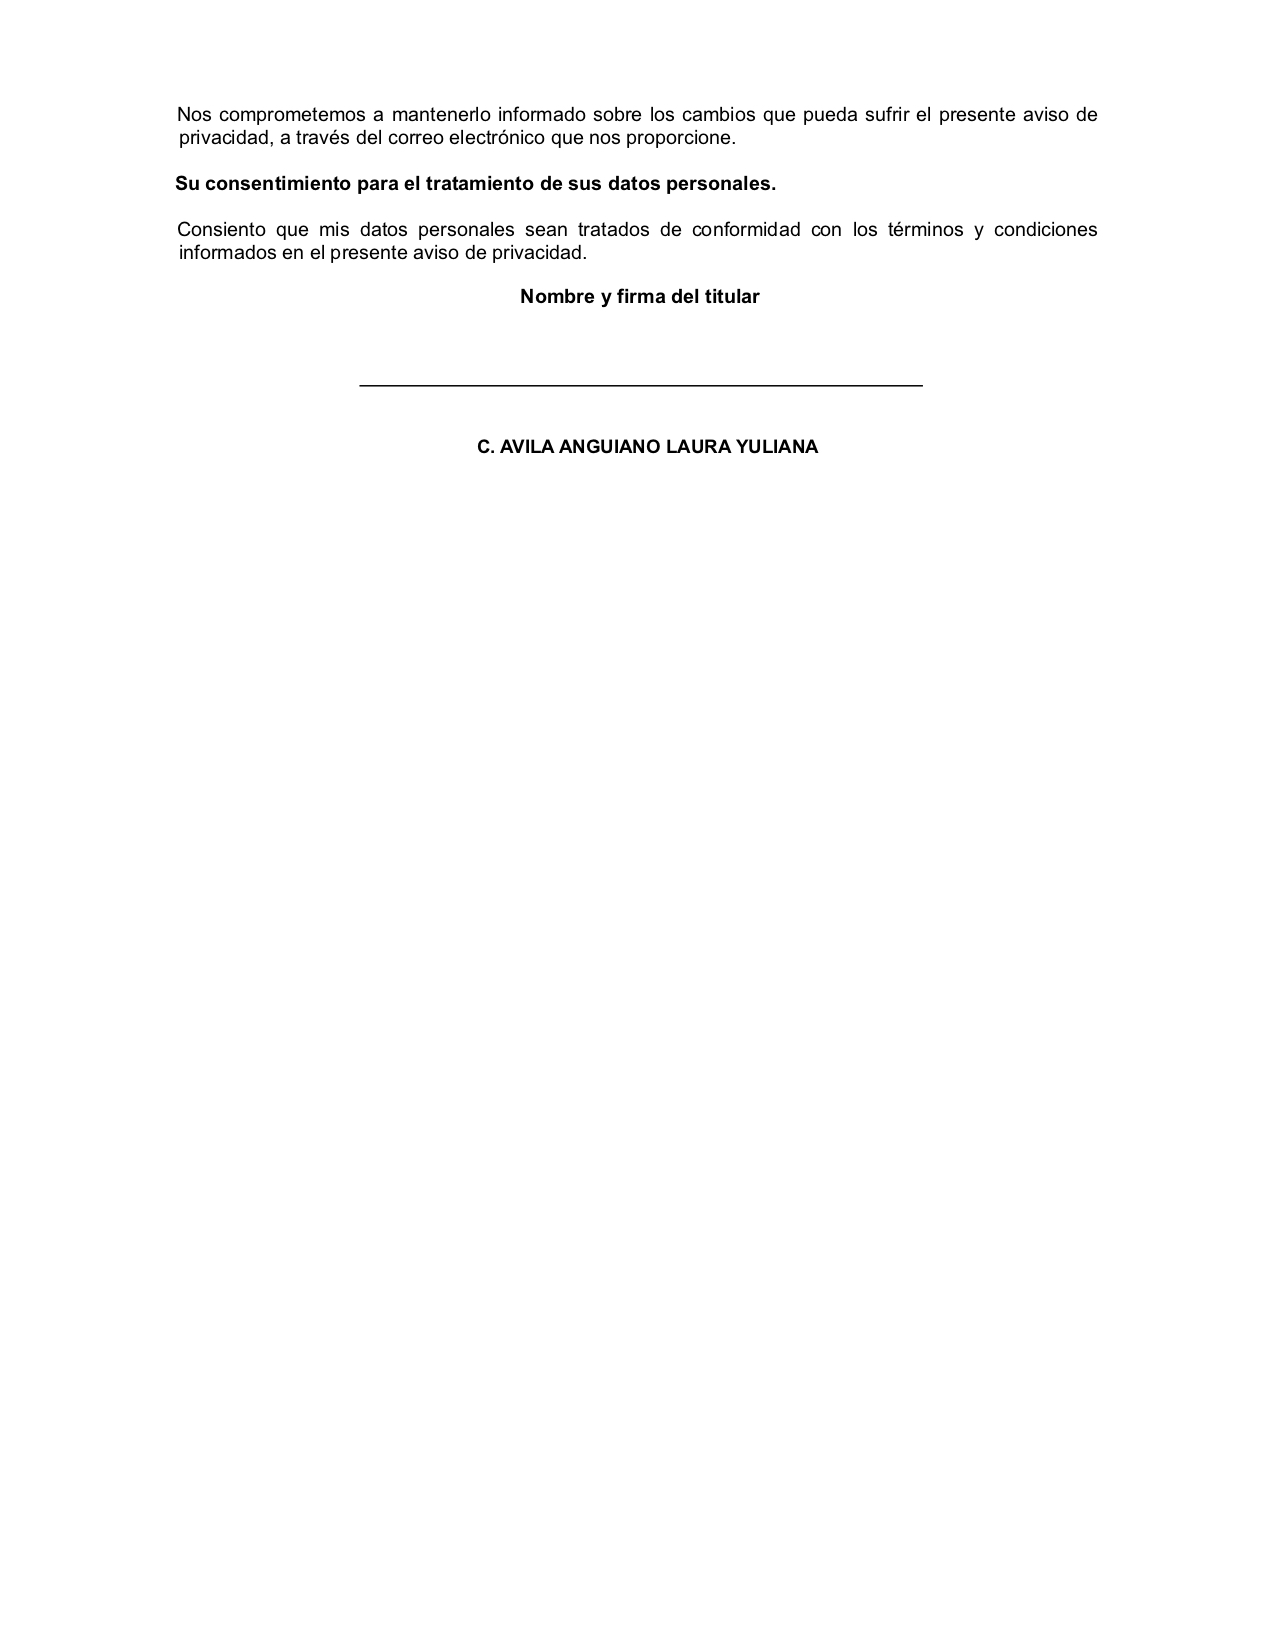 Nos comprometemos a mantenerlo informado sobre los cambios que pueda sufrir el presente aviso de
privacidad, a través del correo electrónico que nos proporcione.
Su consentimiento para el tratamiento de sus datos personales.
Consiento que mis datos personales sean tratados de conformidad con los términos y condiciones
informados en el presente aviso de privacidad.
Nombre y firma del titular
C. AVILA ANGUIANO LAURA YULIANA